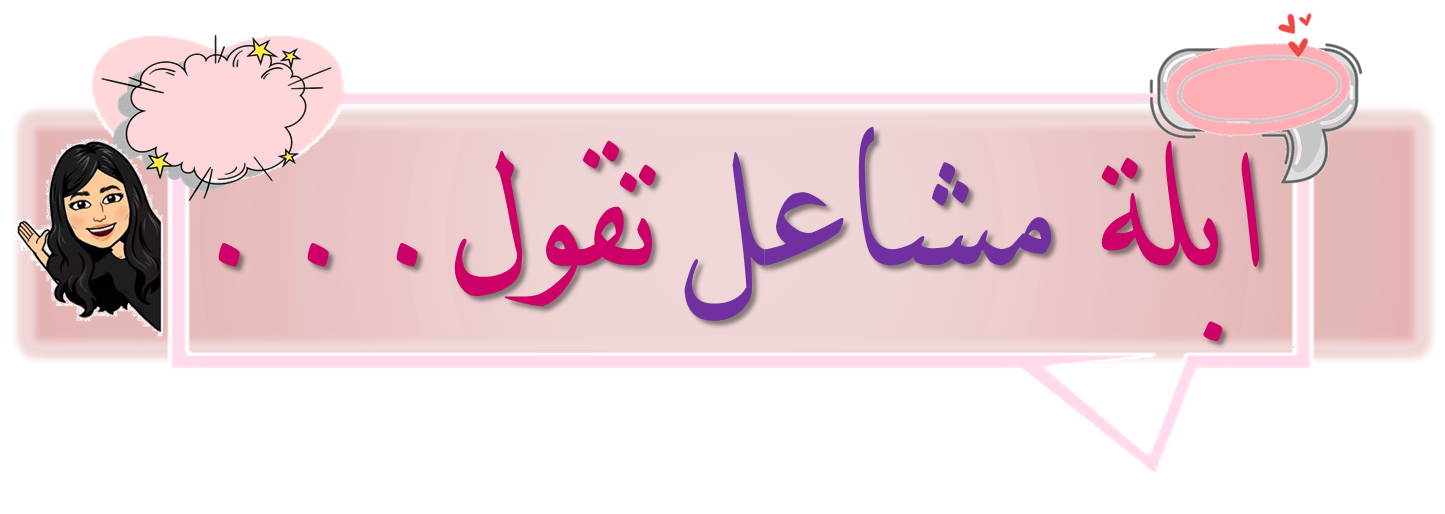 ابلة مشاعل تقول . . .